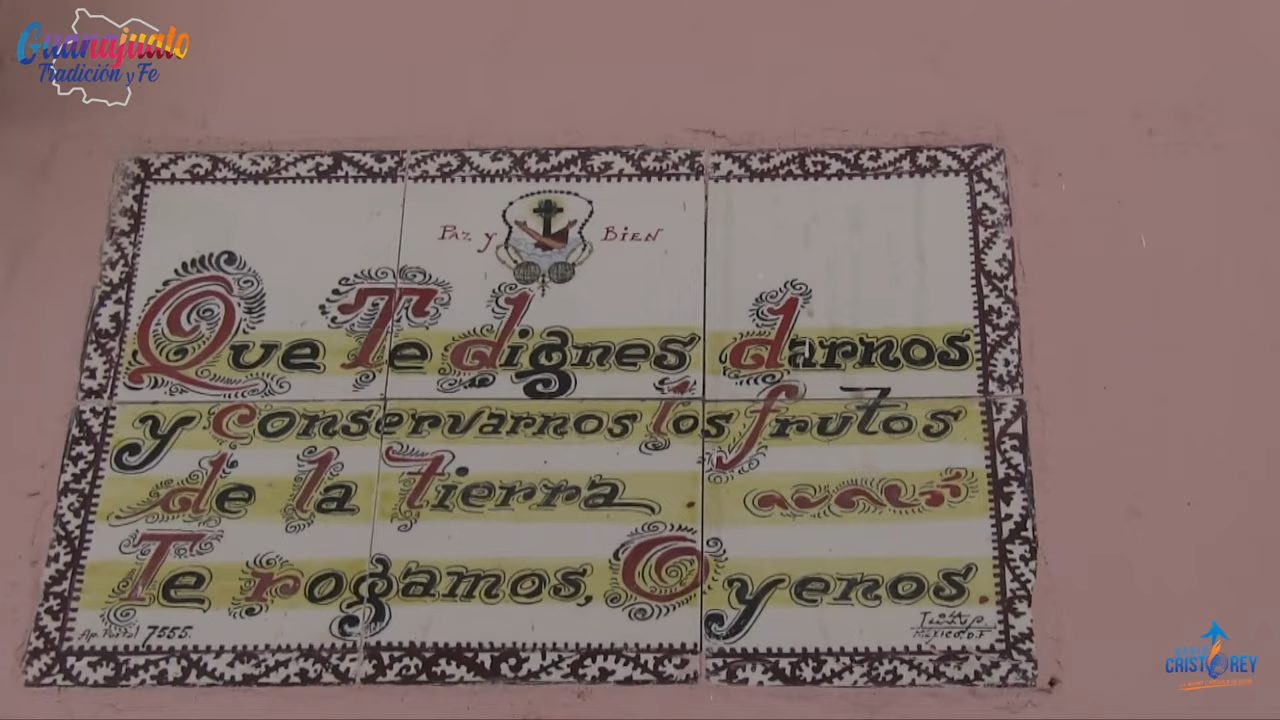 Guanajuato
Tradición y Fe
Paz y Bien
Que Te dignes darnos
y conservarnos los frutos
de la tierra
Te rogamos, Oyenos.
Ap. Postal 7555.
México, D.F
CRISTO REY